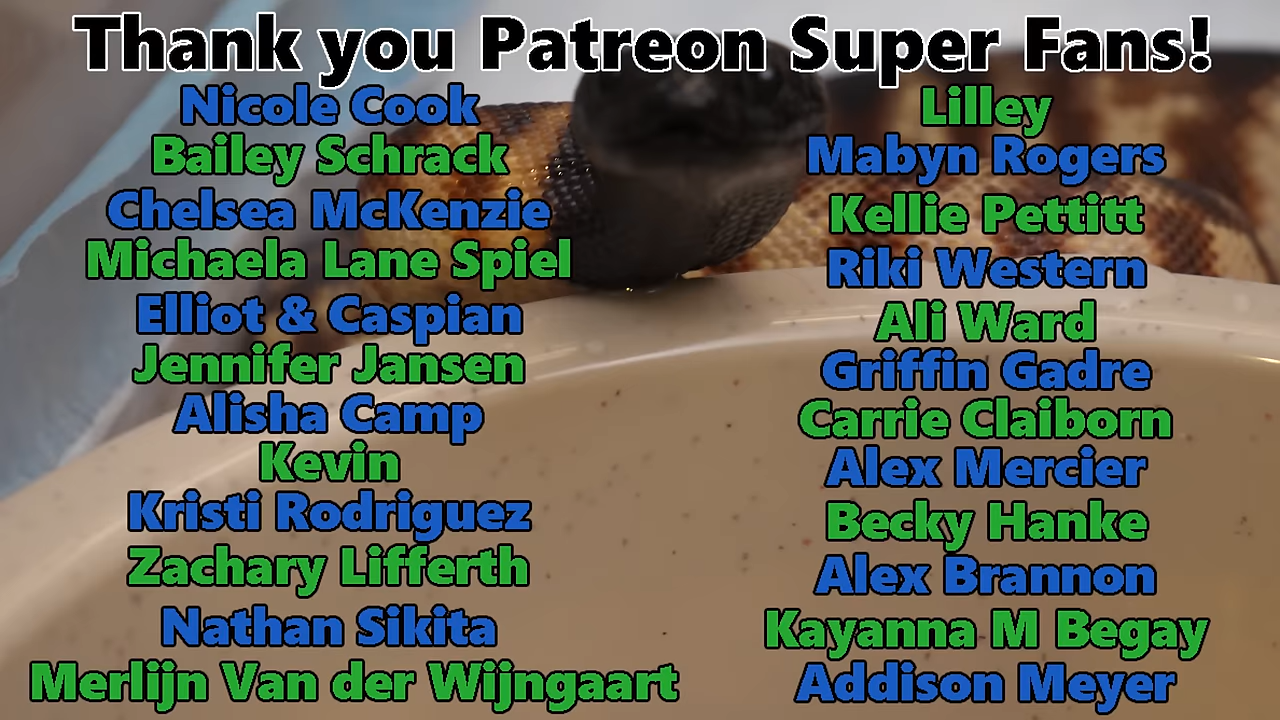 Thank you Patreon Super Fans!
Nicole Cook
Bailey Schrack
Chelsea McKenzie
Michaela Lane Spiel
Elliot & Caspian
Jennifer Jansen
Alisha Camp
Kevin
Kristi Rodriguez
Zachary Lifferth
Nathan Sikita
Merlijn Van der Wijngaart
Lilley
Mabyn Rogers
Kellie Pettitt
Riki Western
Ali Ward
Griffin Gadre
Carrie Claiborn
Alex Mercier
Becky Hanke
Alex Brannon
Kayanna M Begay
Addison Meyer